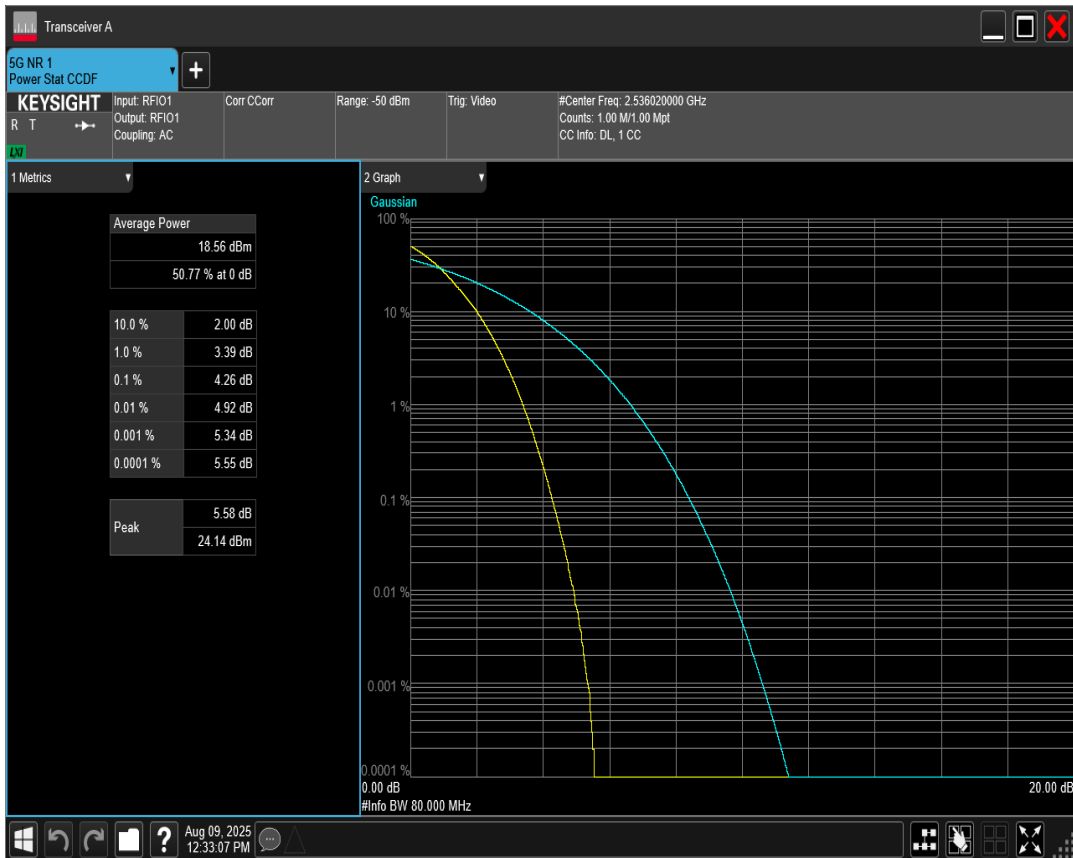 Transceiver A
5G NR 1
Power Stat CCDF
KEYSIGHT
R T
LXI
Input: RFIO1
Output: RFIO1
Coupling: AC
Corr CCorr
Range: -50 dBm
Trig: Video
#Center Freq: 2.536020000 GHz
Counts: 1.00 M/1.00 Mpt
CC Info: DL, 1 CC
1 Metrics
Average Power
18.56 dBm
50.77 % at 0 dB
10.0 % 2.00 dB
1.0 % 3.39 dB
0.1 % 4.26 dB
0.01 % 4.92 dB
0.001 % 5.34 dB
0.0001 % 5.55 dB
Peak
5.58 dB
24.14 dBm
2 Graph
Gaussian
100 %
10 %
1 %
0.1 %
0.01 %
0.001 %
0.0001 %
0.00 dB 20.00 dB
#Info BW 80.000 MHz
?
Aug 09, 2025
12:33:07 PM